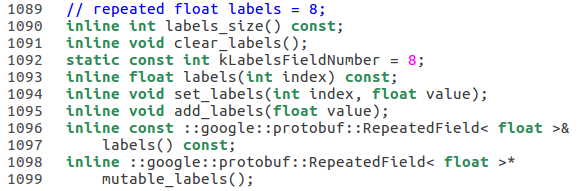 1089 // repeated float labels = 8;
1090 inline int labels_size() const;
1091 inline void clear_labels();
1092 static const int kLabelsFieldNumber = 8;
1093 inline float labels(int index) const;
1094 inline void set_labels(int index, float value);
1095 inline void add_labels(float value);
1096 inline const ::google::protobuf::RepeatedField< float >&
1097     labels() const;
1098 inline ::google::protobuf::RepeatedField< float >*
1099     mutable_labels();